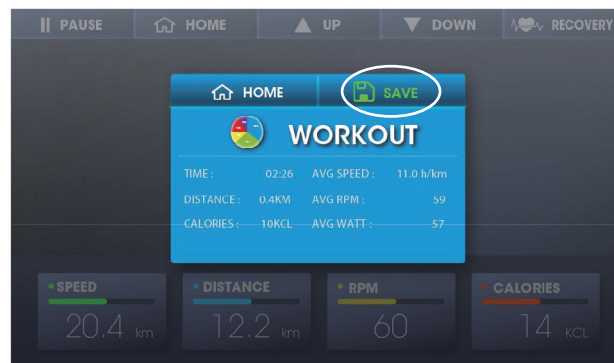 PAUSE HOME UP DOWN RECOVERY
HOME SAVE
WORKOUT
TIME : 02:26 AVG SPEED : 11.0 h/km
DISTANCE : 0.4KM AVG RPM : 59
CALORIES : 10KCL AVG WATT : 57
SPEED DISTANCE RPM CALORIES
20.4 km 12.2 km 60 14 KCL